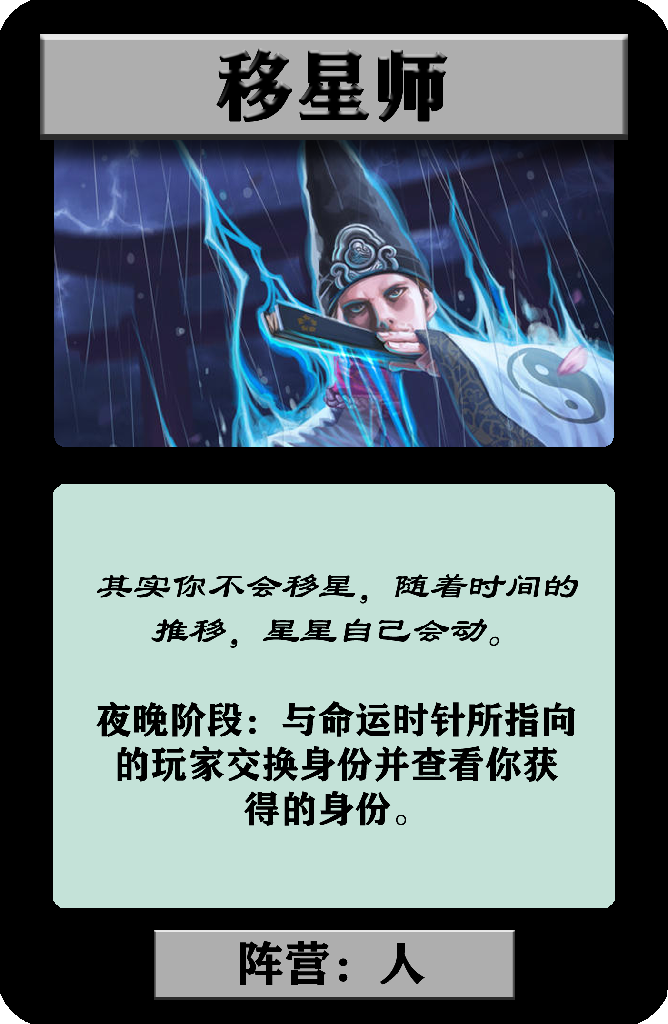 移星师
其实你不会移星，随着时间的
推移，星星自己会动。
夜晚阶段：与命运时针所指向
的玩家交换身份并查看你获
得的身份。
阵营：人